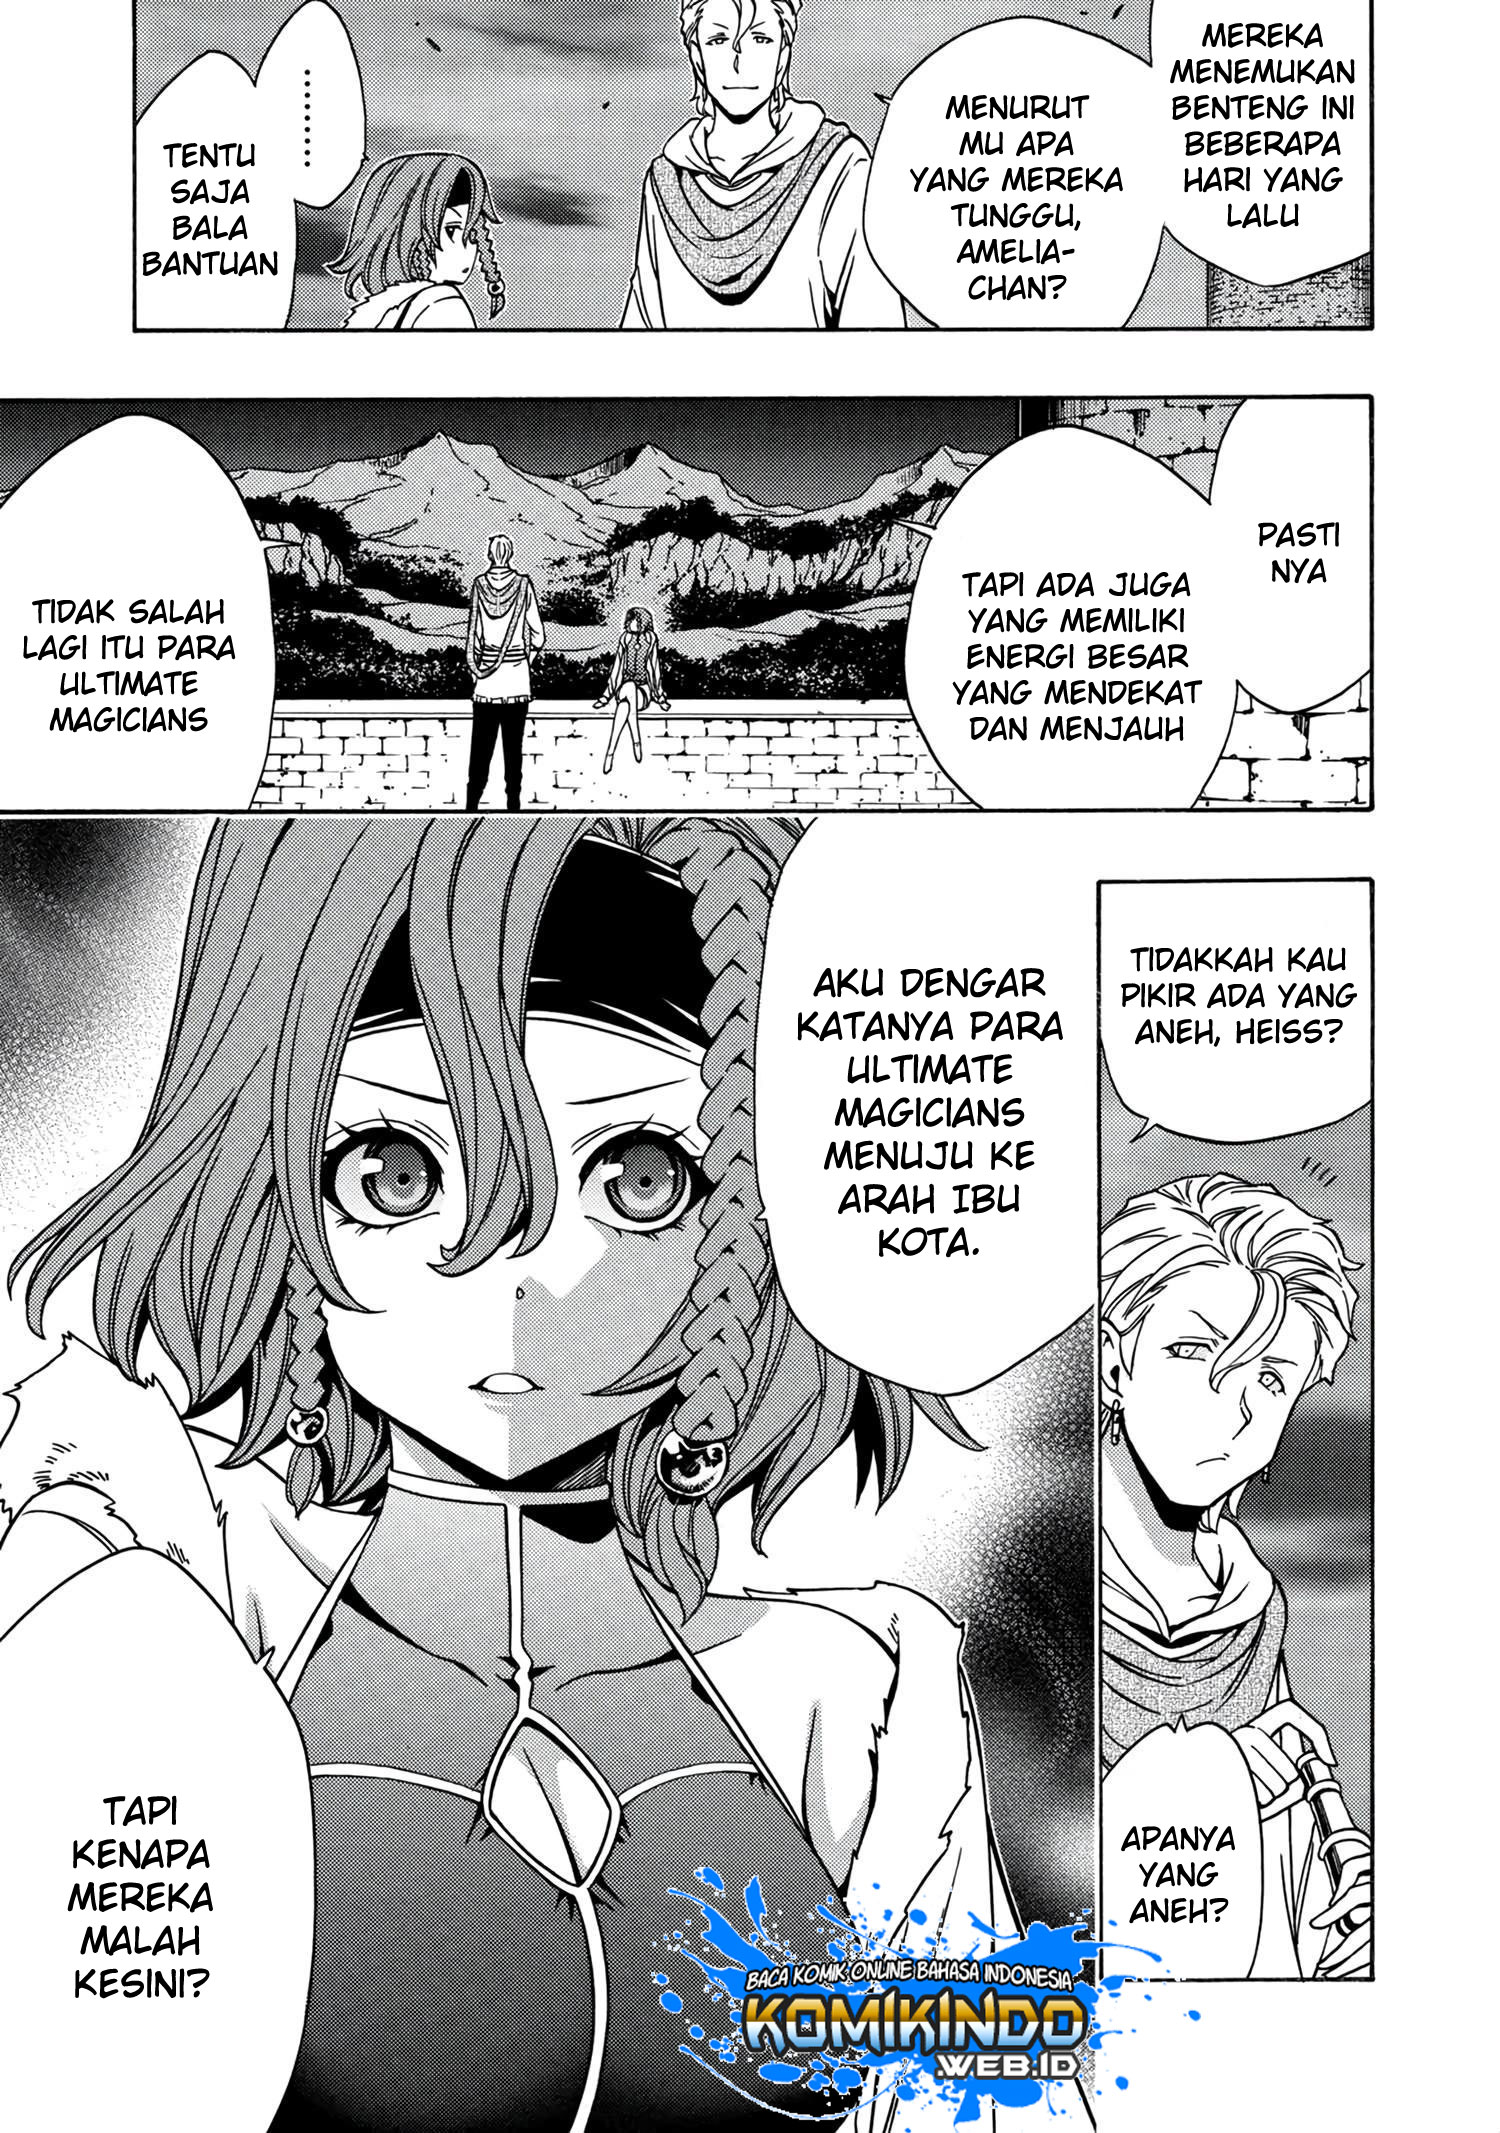 MEREKA
MENEMUKAN
BENTENG INI
BEBERAPA
HARI YANG
LALU
MENURUT
MU APA
YANG MEREKA
TUNGGU,
AMELIA-
CHAN?
.........
TENTU
SAJA
BALA
BANTUAN
PASTI
NYA
TAPI ADA JUGA
YANG MEMILIKI
ENERGI BESAR
YANG MENDEKAT
DAN MENJAUH
TIDAK SALAH
LAGI ITU PARA
ULTIMATE
MAGICIANS
TIDAKKAH KAU
PIKIR ADA YANG
ANEH, HEISS?
APANYA
YANG
ANEH?
AKU DENGAR
KATANYA PARA
ULTIMATE
MAGICIANS
MENUJU KE
ARAH IBU
KOTA.
TAPI
KENAPA
MEREKA
MALAH
KESINI?
BACA KOMIK ONLINE BAHASA INDONESIA
KOMIKINDO
.WEB.ID